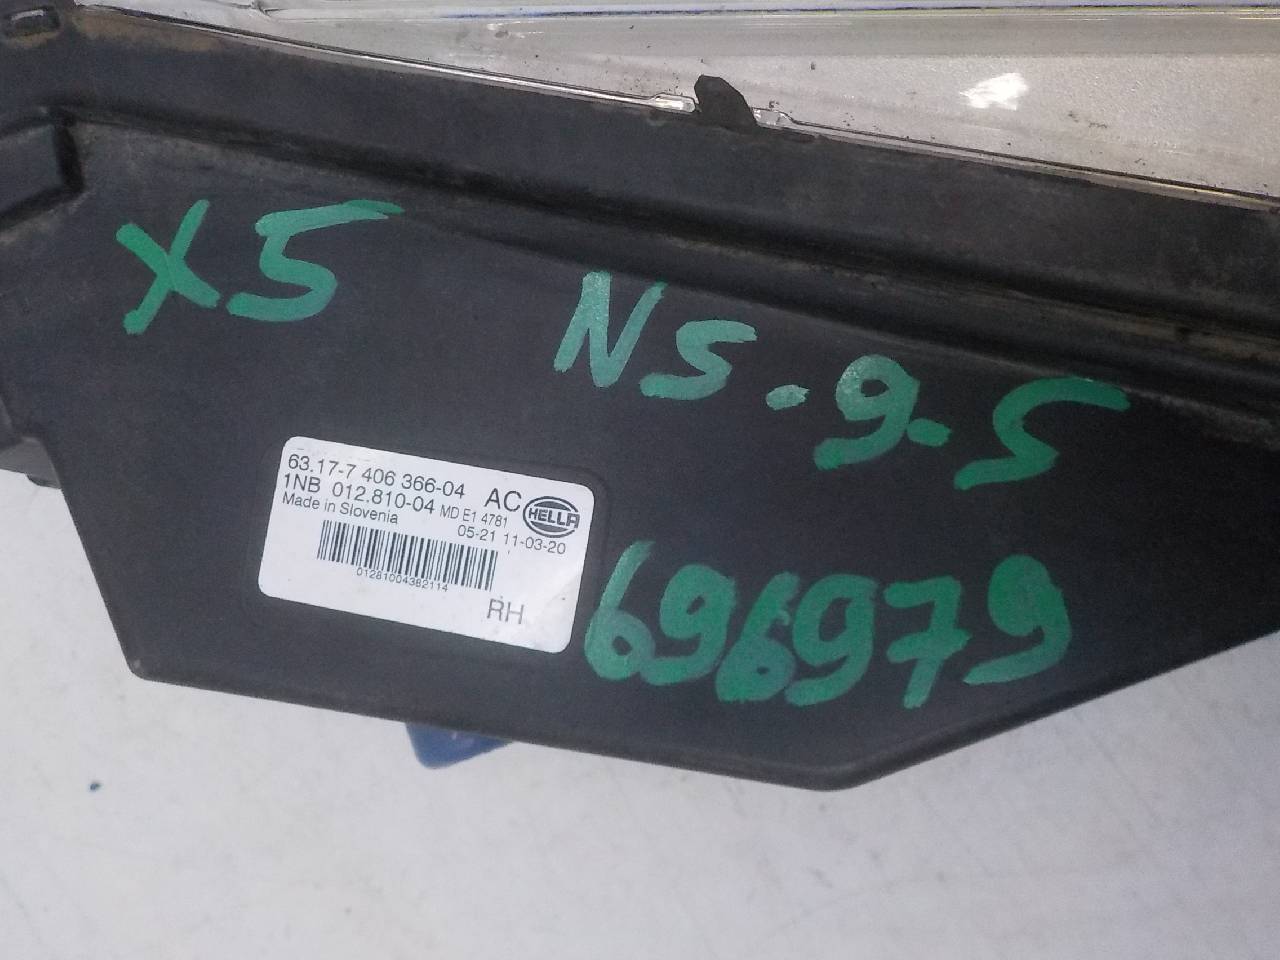 X5
NS-9-5
63.17-7 406 366-04 AC
1NB 012.810-04 MD E1 4781
HELLA
Made in Slovenia 05-21 11-03-20
01281004382114
RH
696979